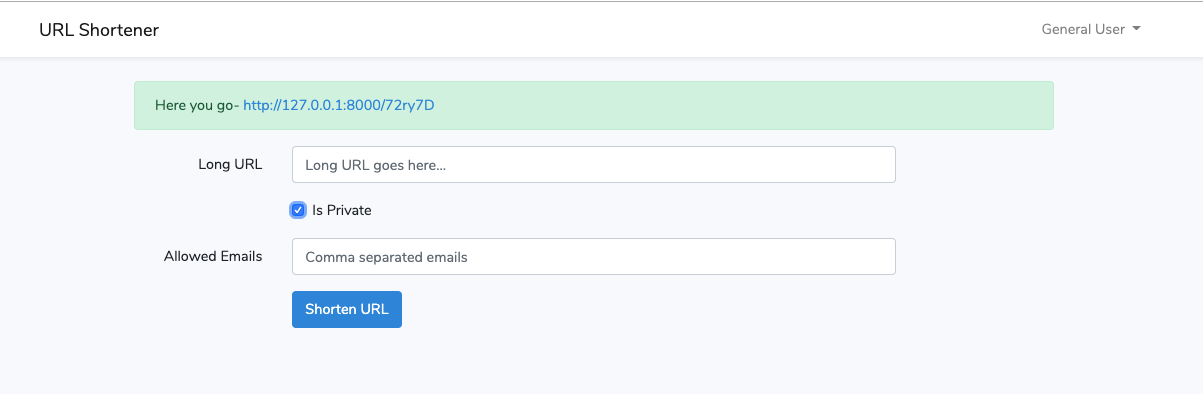 URL Shortener
General User
Here you go- http://127.0.0.1:8000/72ry7D
Long URL
Long URL goes here...
Is Private
Allowed Emails
Comma separated emails
Shorten URL